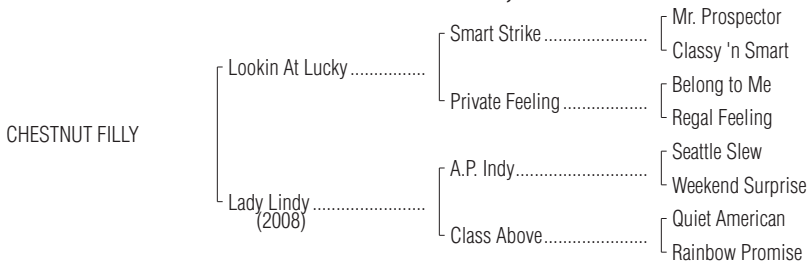 Mr. Prospector
Smart Strike ..................
Classy 'n Smart
Lookin At Lucky ................
Belong to Me
Private Feeling .................
Regal Feeling
CHESTNUT FILLY
Seattle Slew
A.P. Indy.........................
Weekend Surprise
Lady Lindy ........................
(2008)
Quiet American
Class Above...................
Rainbow Promise